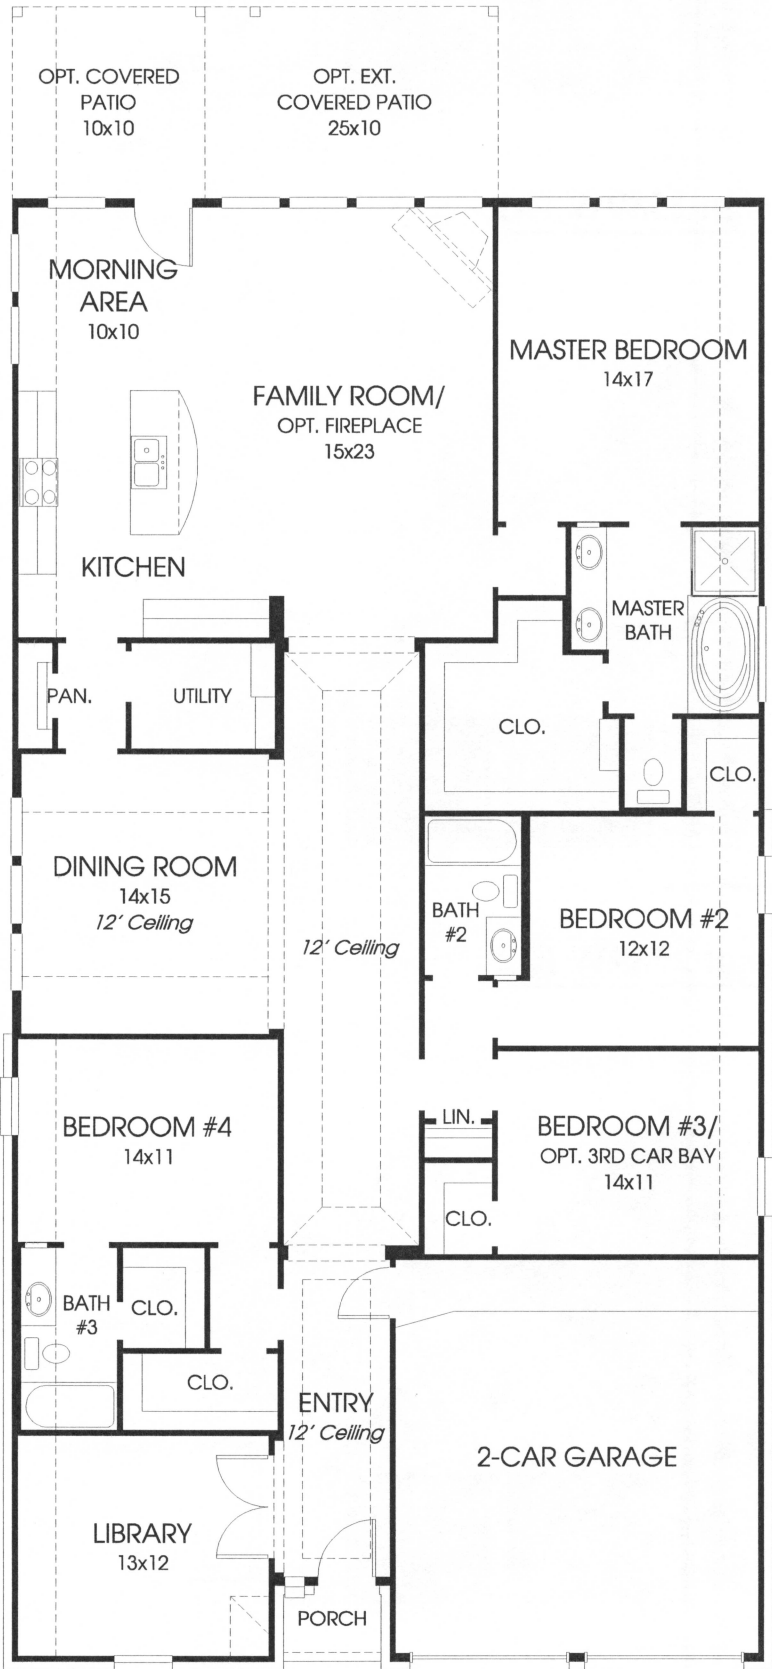 OPT. COVERED
PATIO
10x10
OPT. EXT.
COVERED PATIO
25x10
MORNING
AREA
10x10
FAMILY ROOM/
OPT. FIREPLACE
15x23
MASTER BEDROOM
14x17
KITCHEN
MASTER
BATH
PAN.
UTILITY
CLO.
CLO.
DINING ROOM
14x15
12' Ceiling
12' Ceiling
BATH
#2
BEDROOM #2
12x12
BEDROOM #4
14x11
LIN.
BEDROOM #3/
OPT. 3RD CAR BAY
14x11
CLO.
BATH
#3
CLO.
CLO.
ENTRY
12' Ceiling
2-CAR GARAGE
LIBRARY
13x12
PORCH